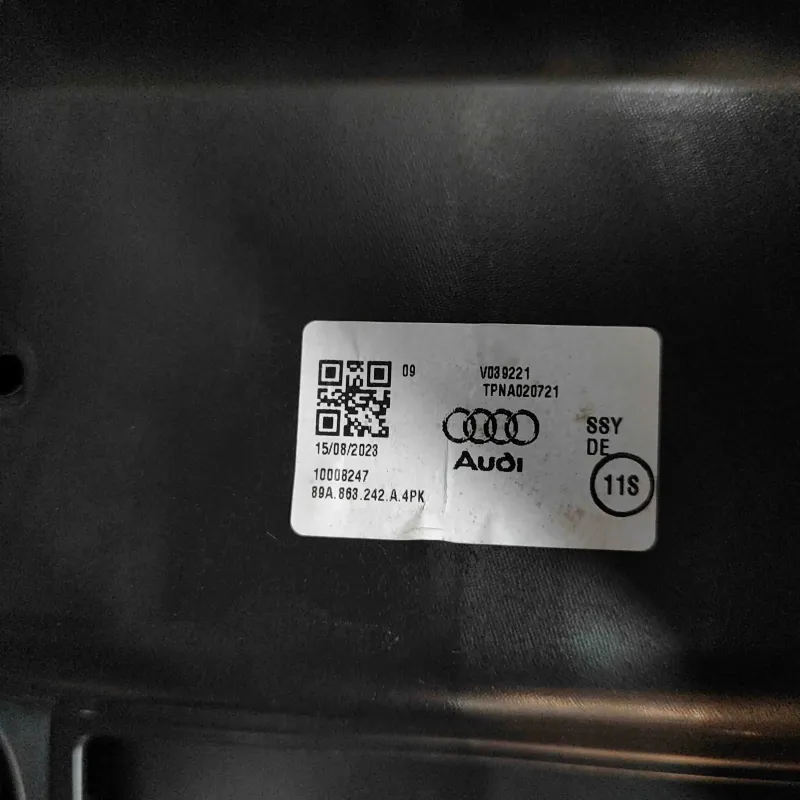 09
V039221
TPNA020721
Audi
SSY
DE
11S
15/08/2023
10008247
89A.863.242.A.4PK